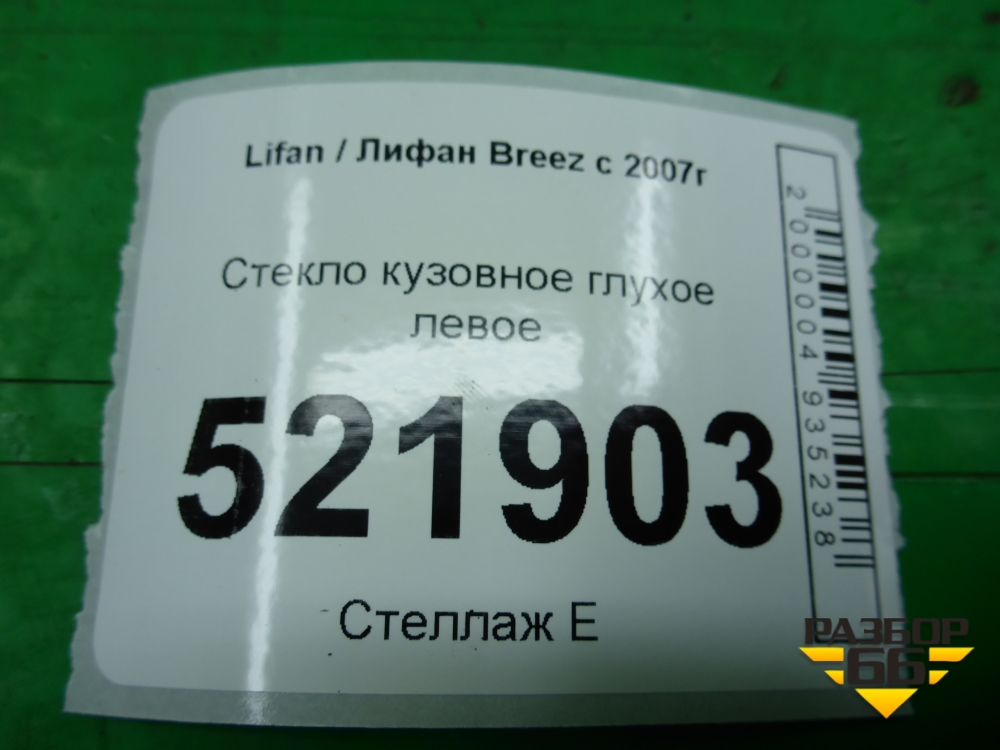 Lifan / Лифан Breez с 2007г
Стекло кузовное глухое
левое
521903
Стеллаж Е
2000004935238
РАЗБОР
66